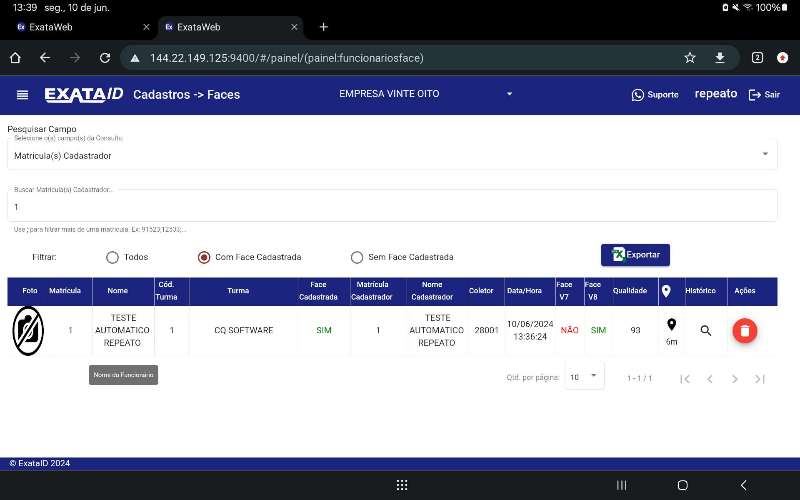 13:39 seg., 10 de jun. 100%
ExataWeb
ExataWeb
144.22.149.125:9400/#/painel/(painel:funcionariosface)
2
EXATAID Cadastros -> Faces EMPRESA VINTE OITO Suporte repeato Sair
Pesquisar Campo
Selecione o(s) campo(s) da Consulta
Matrícula(s) Cadastrador
Buscar Matrícula(s) Cadastrador...
1
Use ; para filtrar mais de uma matrícula. Ex: 91523;12533;...
Filtrar: Todos Com Face Cadastrada Sem Face Cadastrada Exportar
Foto Matrícula Nome Cód. Turma Turma Face Cadastrada Matrícula Cadastrador Nome Cadastrador Coletor Data/Hora Face V7 Face V8 Qualidade Histórico Ações
1 TESTE AUTOMATICO REPEATO 1 CQ SOFTWARE SIM 1 TESTE AUTOMATICO REPEATO 28001 10/06/2024 13:36:24 NÃO SIM 93 6m
Nome do Funcionário
Qtd. por página: 10 1 - 1 / 1
© ExataID 2024